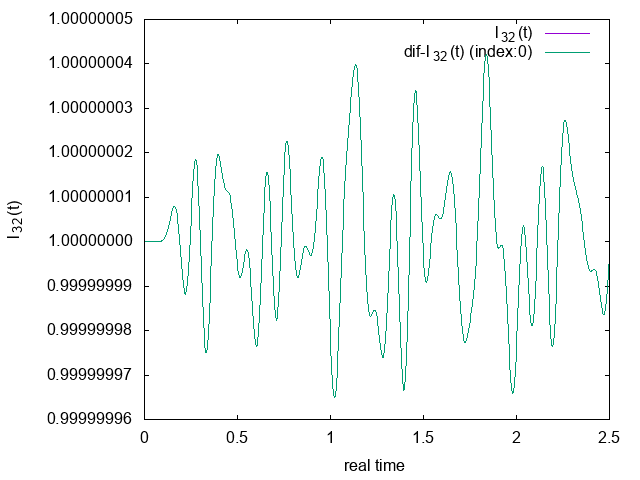 1.00000005
1.00000004
1.00000003
1.00000002
1.00000001
1.00000000
0.99999999
0.99999998
0.99999997
0.99999996
I32(t)
I32(t)
dif-I32(t) (index:0)
0 0.5 1 1.5 2 2.5
real time